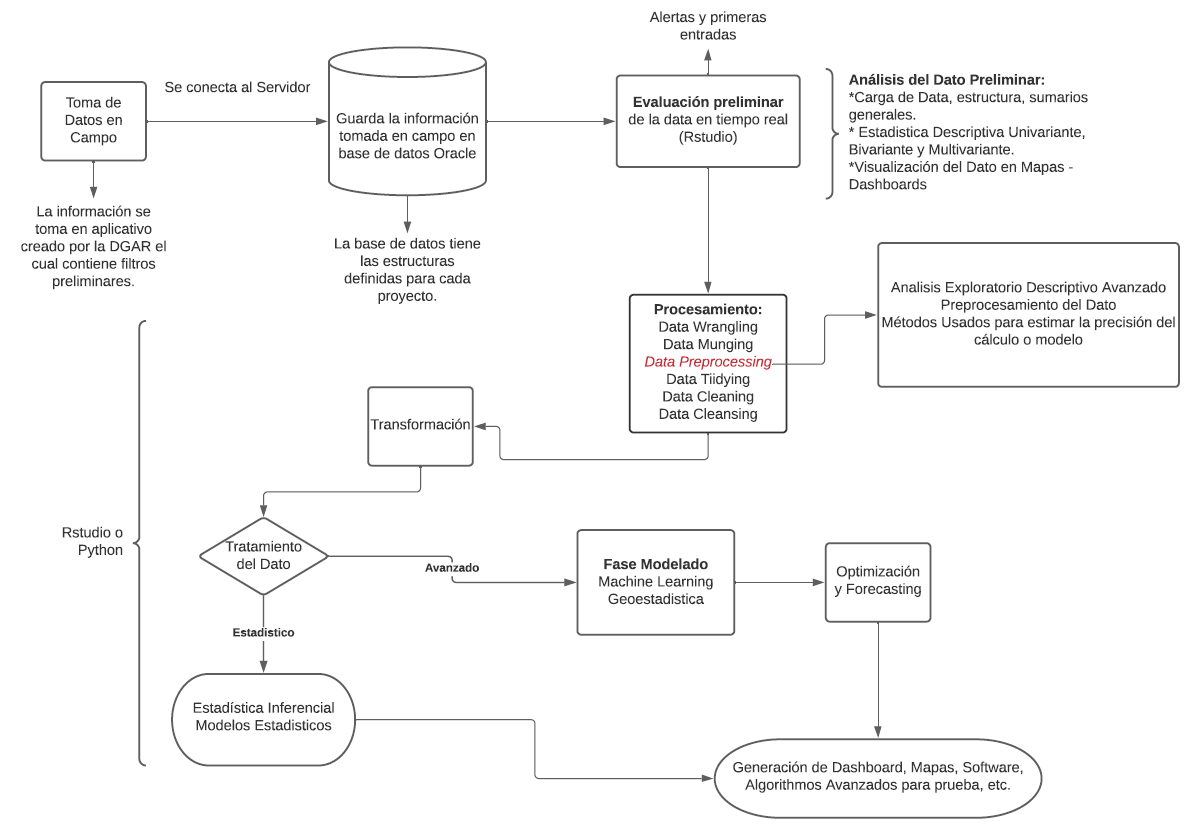 Alertas y primeras
entradas
Toma de
Datos en
Campo
Se conecta al Servidor
Guarda la información
tomada en campo en
base de datos Oracle
Evaluación preliminar
de la data en tiempo real
(Rstudio)
Análisis del Dato Preliminar:
*Carga de Data, estructura, sumarios
generales.
* Estadistica Descriptiva Univariante,
Bivariante y Multivariante.
*Visualización del Dato en Mapas -
Dashboards
La información se
toma en aplicativo
creado por la DGAR el
cual contiene filtros
preliminares.
La base de datos tiene
las estructuras
definidas para cada
proyecto.
Procesamiento:
Data Wrangling
Data Munging
Data Preprocessing
Data Tiidying
Data Cleaning
Data Cleansing
Analisis Exploratorio Descriptivo Avanzado
Preprocesamiento del Dato
Métodos Usados para estimar la precisión del
cálculo o modelo
Transformación
Rstudio o
Python
Tratamiento
del Dato
Avanzado
Fase Modelado
Machine Learning
Geoestadistica
Optimización
y Forecasting
Estadistico
Estadística Inferencial
Modelos Estadisticos
Generación de Dashboard, Mapas, Software,
Algorithmos Avanzados para prueba, etc.